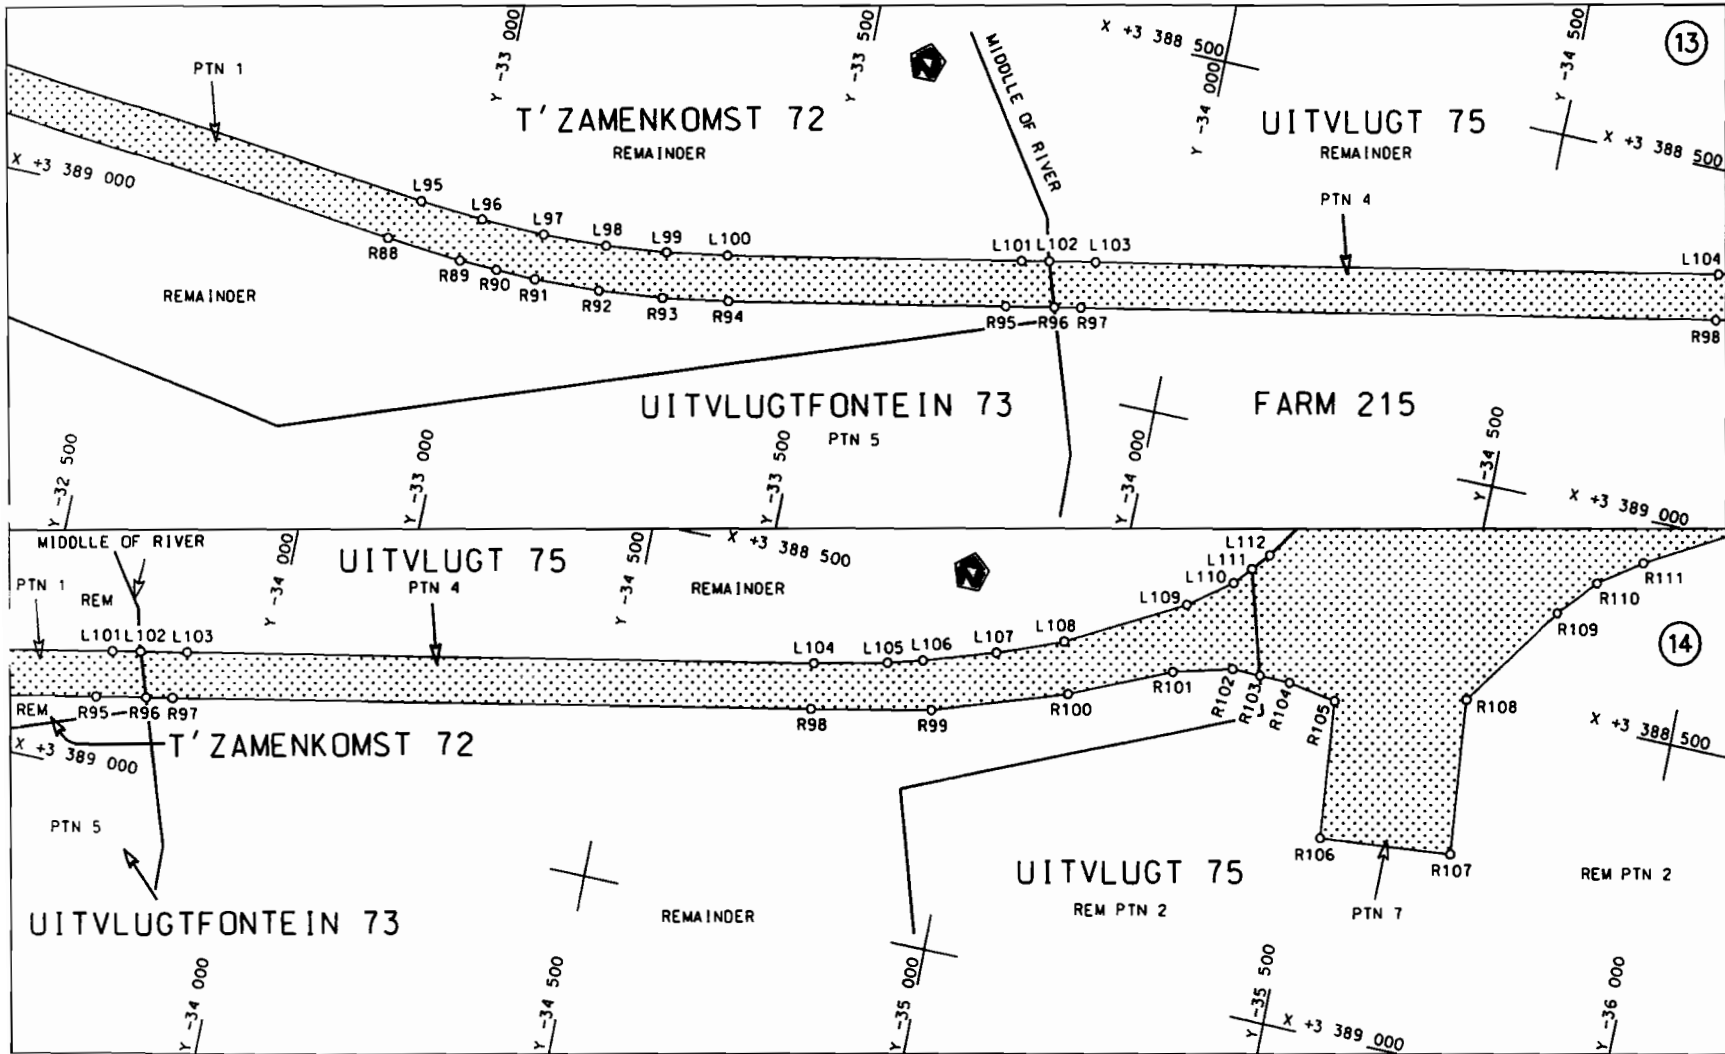 Y -33 000
Y -33 500
X +3 388 500
Y -34 000
Y -34 500
13
PTN 1
N
MIDDLLE OF RIVER
T'ZAMENKOMST 72
REMAINDER
UITVLUGT 75
REMAINDER
X +3 388 500
X +3 389 000
PTN 4
L95
L96
L97
L98
L99
L100
L101
L102
L103
L104
R88
R89
R90
R91
R92
R93
R94
R95
R96
R97
R98
REMAINDER
UITVLUGTFONTEIN 73
PTN 5
FARM 215
Y -32 500
Y -33 000
Y -33 500
Y -34 000
Y -34 500
X +3 389 000
MIDDLLE OF RIVER
Y -34 000
UITVLUGT 75
PTN 4
Y -34 500
X +3 388 500
REMAINDER
N
PTN 1
REM
L101
L102
L103
L104
L105
L106
L107
L108
L109
L110
L111
L112
R111
R110
R109
14
REM
R95
R96
R97
R98
R99
R100
R101
R102
R103
R104
R105
R108
T'ZAMENKOMST 72
X +3 389 000
X +3 388 500
PTN 5
R106
R107
UITVLUGTFONTEIN 73
REMAINDER
UITVLUGT 75
REM PTN 2
PTN 7
REM PTN 2
Y -34 000
Y -34 500
Y -35 000
Y -35 500
X +3 389 000
Y -36 000